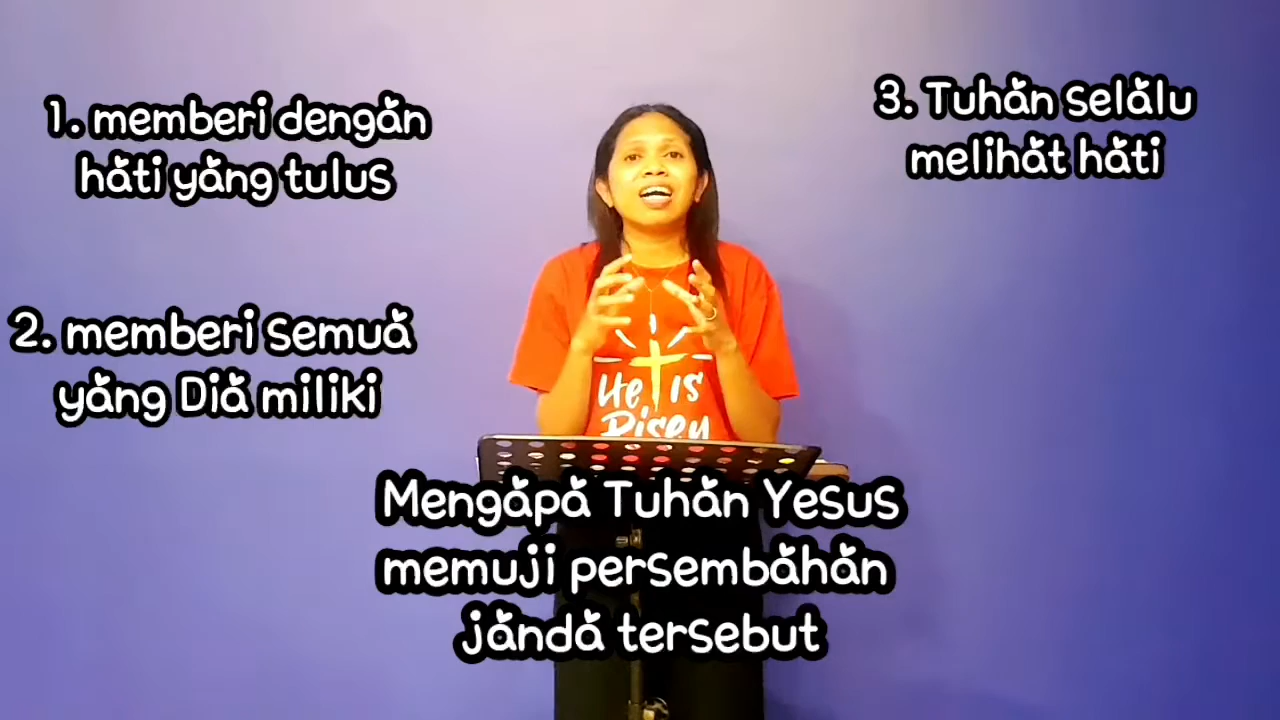 1. memberi dengan
hati yang tulus
2. memberi semua
yang Dia miliki
3. Tuhan selalu
melihat hati
He is
Risen
Mengapa Tuhan Yesus
memuji persembahan
janda tersebut